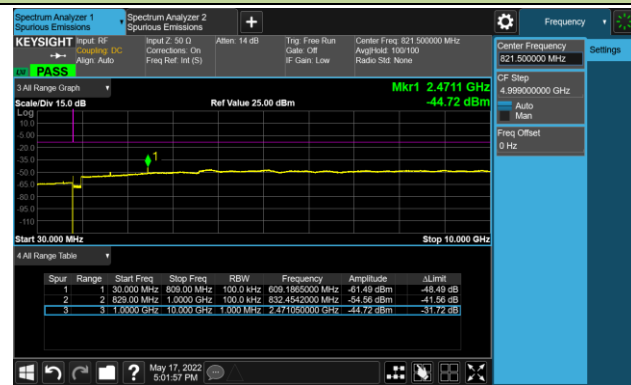 Spectrum Analyzer 1
Spurious Emissions
Spectrum Analyzer 2
Spurious Emissions
Frequency
KEYSIGHT
Input: RF
Coupling: DC
Align: Auto
Input Z: 50 Ω
Corrections: On
Freq Ref: Int (S)
Atten: 14 dB
Trig: Free Run
Gate: Off
IF Gain: Low
Center Freq: 821.500000 MHz
Avg|Hold: 100/100
Radio Std: None
PASS
Center Frequency
821.500000 MHz
Settings
CF Step
4.999000000 GHz
Auto
Man
Freq Offset
0 Hz
3 All Range Graph
Mkr1 2.4711 GHz
Scale/Div 15.0 dB
Ref Value 25.00 dBm
-44.72 dBm
Log
10.0
-5.00
-20.0
-35.0
-50.0
-65.0
-80.0
-95.0
-110
1
Start 30.000 MHz
Stop 10.000 GHz
4 All Range Table
Spur Range Start Freq Stop Freq RBW Frequency Amplitude ΔLimit
1 1 30.000 MHz 809.00 MHz 100.0 kHz 609.1865000 MHz -61.49 dBm -48.49 dB
2 2 829.00 MHz 1.0000 GHz 100.0 kHz 832.4542000 MHz -54.56 dBm -41.56 dB
3 3 1.0000 GHz 10.000 GHz 1.000 MHz 2.471050000 GHz -44.72 dBm -31.72 dB
?
May 17, 2022
5:01:57 PM